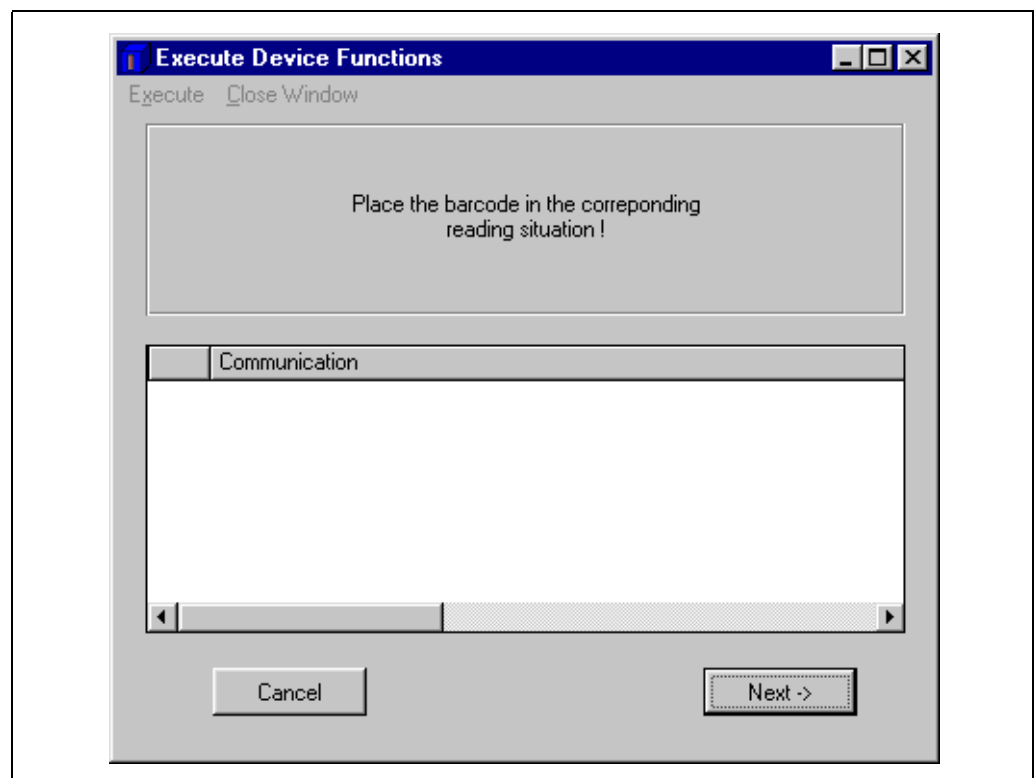 Execute Device Functions
Execute Close Window
Place the barcode in the correponding
reading situation !
Communication
Cancel Next ->